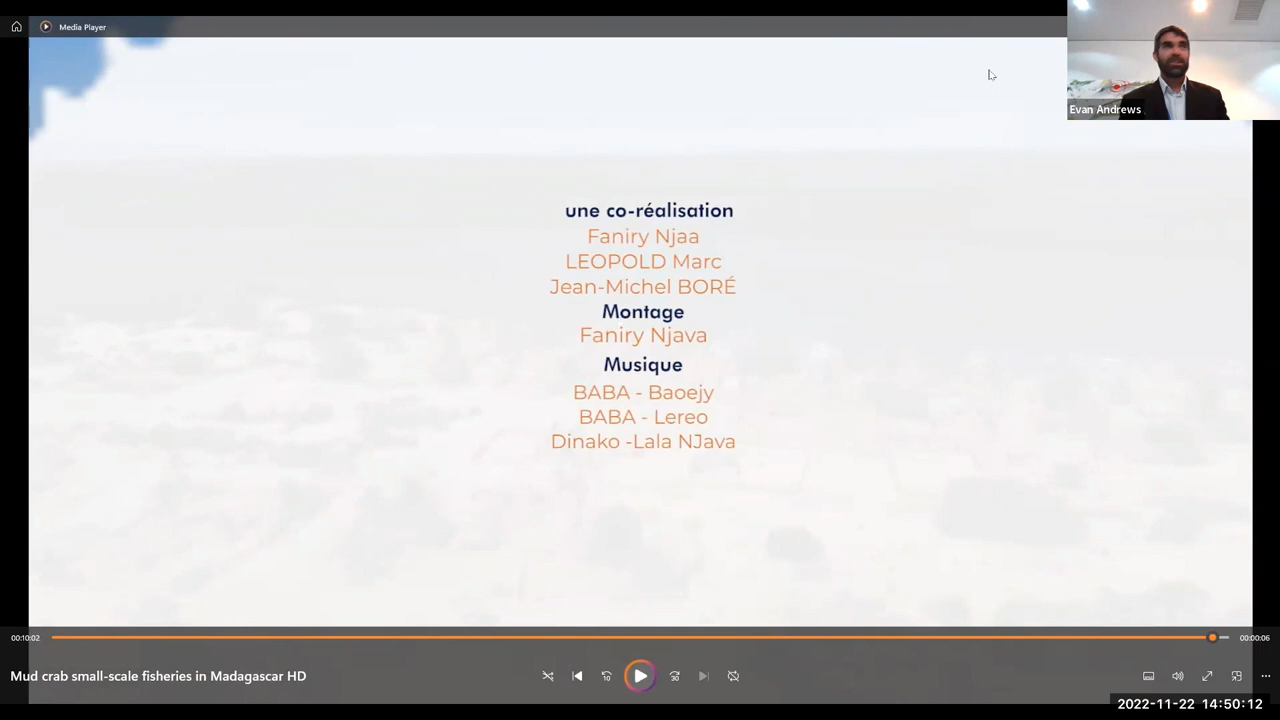 Media Player
Evan Andrews
une co-réalisation
Faniry Njaa
LEOPOLD Marc
Jean-Michel BORÉ
Montage
Faniry Njava
Musique
BABA - Baoejy
BABA - Lereo
Dinako -Lala NJava
00:10:02
00:00:06
Mud crab small-scale fisheries in Madagascar HD
10
30
2022-11-22 14:50:12